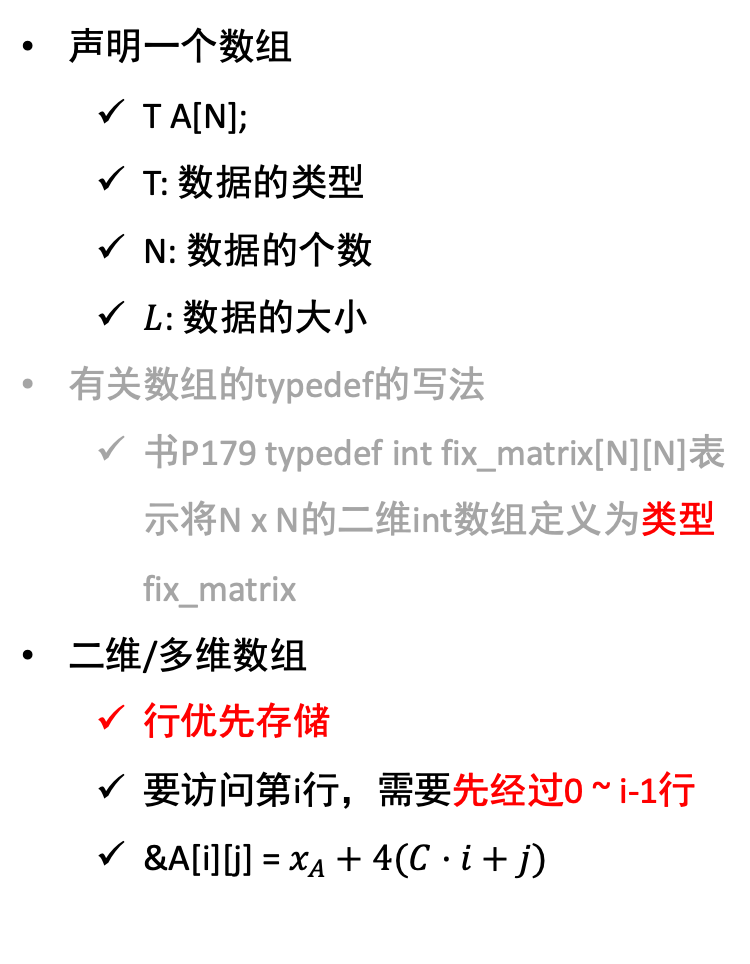 • 声明一个数组
✓ T A[N];
✓ T: 数据的类型
✓ N: 数据的个数
✓ L: 数据的大小
• 有关数组的typedef的写法
✓ 书P179 typedef int fix_matrix[N][N]表
示将N x N的二维int数组定义为类型
fix_matrix
• 二维/多维数组
✓ 行优先存储
✓ 要访问第i行，需要先经过0 ~ i-1行
✓ &A[i][j] = x_A + 4(C · i + j)